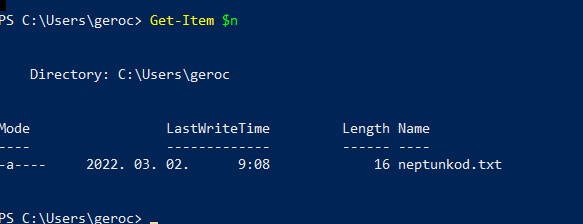 PS C:\Users\geroc> Get-Item $n
Directory: C:\Users\geroc
Mode LastWriteTime Length Name
---- ------------- ------ ----
-a---- 2022. 03. 02. 9:08 16 neptunkod.txt
PS C:\Users\geroc> _